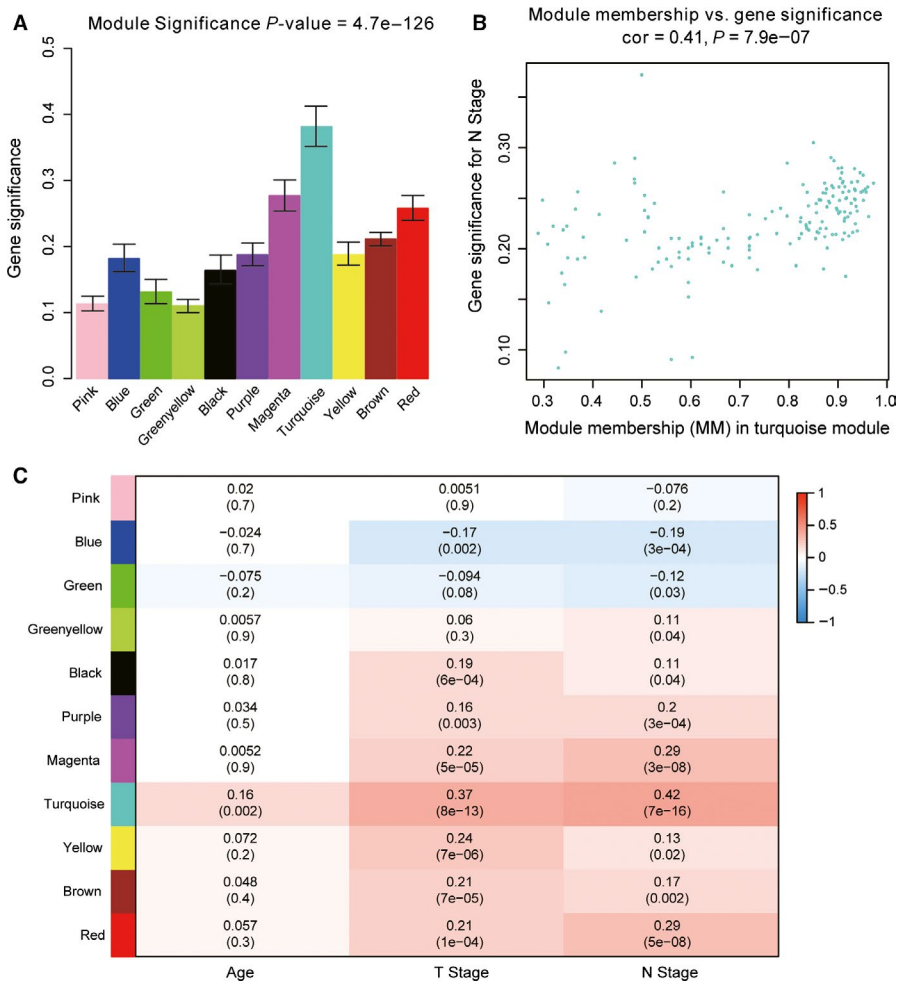 A
Module Significance P-value = 4.7e−126
Gene significance
0.5
0.4
0.3
0.2
0.1
0.0
Pink
Blue
Green
Greenyellow
Black
Purple
Magenta
Turquoise
Yellow
Brown
Red
B
Module membership vs. gene significance
cor = 0.41, P = 7.9e−07
Gene significance for N Stage
0.30
0.20
0.10
0.3 0.4 0.5 0.6 0.7 0.8 0.9 1.0
Module membership (MM) in turquoise module
C
Pink 0.02 0.0051 −0.076
(0.7) (0.9) (0.2)
Blue −0.024 −0.17 −0.19
(0.7) (0.002) (3e−04)
Green −0.075 −0.094 −0.12
(0.2) (0.08) (0.03)
Greenyellow 0.0057 0.06 0.11
(0.9) (0.3) (0.04)
Black 0.017 0.19 0.11
(0.8) (6e−04) (0.04)
Purple 0.034 0.16 0.2
(0.5) (0.003) (3e−04)
Magenta 0.0052 0.22 0.29
(0.9) (5e−05) (3e−08)
Turquoise 0.16 0.37 0.42
(0.002) (8e−13) (7e−16)
Yellow 0.072 0.24 0.13
(0.2) (7e−06) (0.02)
Brown 0.048 0.21 0.17
(0.4) (7e−05) (0.002)
Red 0.057 0.21 0.29
(0.3) (1e−04) (5e−08)
Age T Stage N Stage
1
0.5
0
−0.5
−1